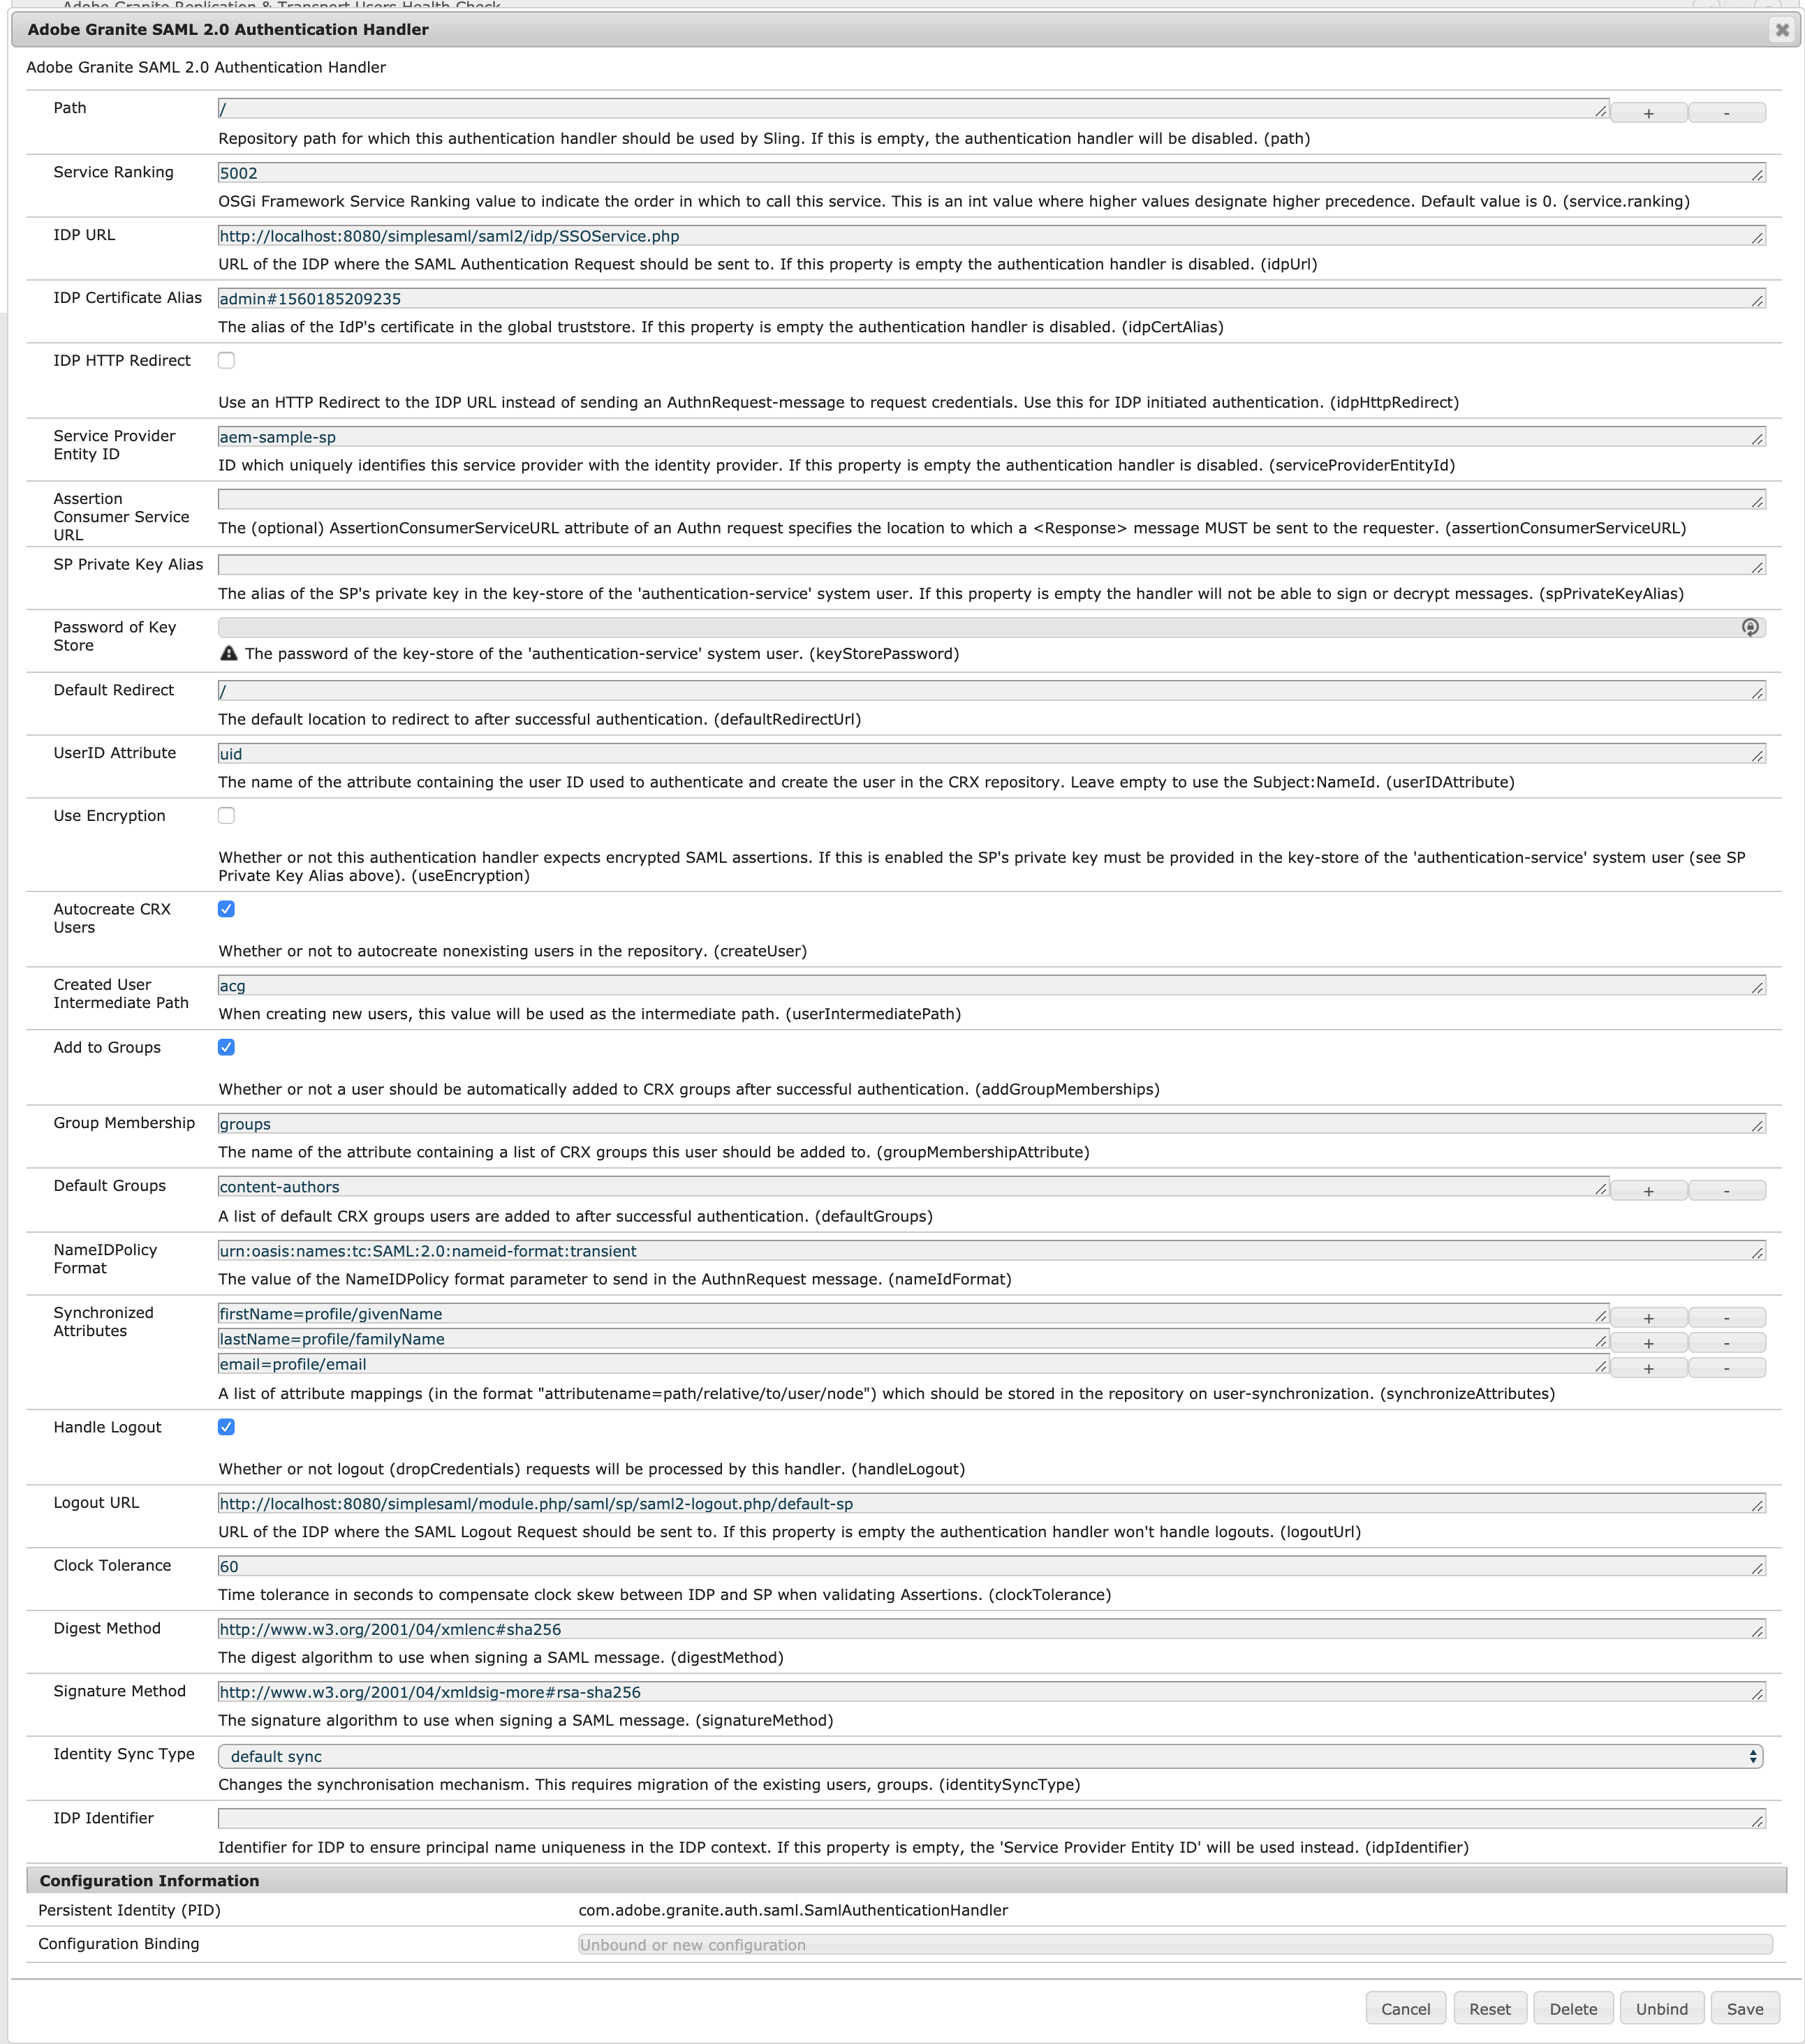 Adobe Granite Replication & Transport Users Health Check
Adobe Granite SAML 2.0 Authentication Handler
Adobe Granite SAML 2.0 Authentication Handler
Path
/
+ -
Repository path for which this authentication handler should be used by Sling. If this is empty, the authentication handler will be disabled. (path)
Service Ranking
5002
OSGi Framework Service Ranking value to indicate the order in which to call this service. This is an int value where higher values designate higher precedence. Default value is 0. (service.ranking)
IDP URL
http://localhost:8080/simplesaml/saml2/idp/SSOService.php
URL of the IDP where the SAML Authentication Request should be sent to. If this property is empty the authentication handler is disabled. (idpUrl)
IDP Certificate Alias
admin#1560185209235
The alias of the IdP's certificate in the global truststore. If this property is empty the authentication handler is disabled. (idpCertAlias)
IDP HTTP Redirect
Use an HTTP Redirect to the IDP URL instead of sending an AuthnRequest-message to request credentials. Use this for IDP initiated authentication. (idpHttpRedirect)
Service Provider
Entity ID
aem-sample-sp
ID which uniquely identifies this service provider with the identity provider. If this property is empty the authentication handler is disabled. (serviceProviderEntityId)
Assertion
Consumer Service
URL
The (optional) AssertionConsumerServiceURL attribute of an Authn request specifies the location to which a <Response> message MUST be sent to the requester. (assertionConsumerServiceURL)
SP Private Key Alias
The alias of the SP's private key in the key-store of the 'authentication-service' system user. If this property is empty the handler will not be able to sign or decrypt messages. (spPrivateKeyAlias)
Password of Key
Store
The password of the key-store of the 'authentication-service' system user. (keyStorePassword)
Default Redirect
/
The default location to redirect to after successful authentication. (defaultRedirectUrl)
UserID Attribute
uid
The name of the attribute containing the user ID used to authenticate and create the user in the CRX repository. Leave empty to use the Subject:NameId. (userIDAttribute)
Use Encryption
Whether or not this authentication handler expects encrypted SAML assertions. If this is enabled the SP's private key must be provided in the key-store of the 'authentication-service' system user (see SP
Private Key Alias above). (useEncryption)
Autocreate CRX
Users
Whether or not to autocreate nonexisting users in the repository. (createUser)
Created User
Intermediate Path
acg
When creating new users, this value will be used as the intermediate path. (userIntermediatePath)
Add to Groups
Whether or not a user should be automatically added to CRX groups after successful authentication. (addGroupMemberships)
Group Membership
groups
The name of the attribute containing a list of CRX groups this user should be added to. (groupMembershipAttribute)
Default Groups
content-authors
+ -
A list of default CRX groups users are added to after successful authentication. (defaultGroups)
NameIDPolicy
Format
urn:oasis:names:tc:SAML:2.0:nameid-format:transient
The value of the NameIDPolicy format parameter to send in the AuthnRequest message. (nameIdFormat)
Synchronized
Attributes
firstName=profile/givenName
+ -
lastName=profile/familyName
+ -
email=profile/email
+ -
A list of attribute mappings (in the format "attributename=path/relative/to/user/node") which should be stored in the repository on user-synchronization. (synchronizeAttributes)
Handle Logout
Whether or not logout (dropCredentials) requests will be processed by this handler. (handleLogout)
Logout URL
http://localhost:8080/simplesaml/module.php/saml/sp/saml2-logout.php/default-sp
URL of the IDP where the SAML Logout Request should be sent to. If this property is empty the authentication handler won't handle logouts. (logoutUrl)
Clock Tolerance
60
Time tolerance in seconds to compensate clock skew between IDP and SP when validating Assertions. (clockTolerance)
Digest Method
http://www.w3.org/2001/04/xmlenc#sha256
The digest algorithm to use when signing a SAML message. (digestMethod)
Signature Method
http://www.w3.org/2001/04/xmldsig-more#rsa-sha256
The signature algorithm to use when signing a SAML message. (signatureMethod)
Identity Sync Type
default sync
Changes the synchronisation mechanism. This requires migration of the existing users, groups. (identitySyncType)
IDP Identifier
Identifier for IDP to ensure principal name uniqueness in the IDP context. If this property is empty, the 'Service Provider Entity ID' will be used instead. (idpIdentifier)
Configuration Information
Persistent Identity (PID)
com.adobe.granite.auth.saml.SamlAuthenticationHandler
Configuration Binding
Unbound or new configuration
Cancel Reset Delete Unbind Save